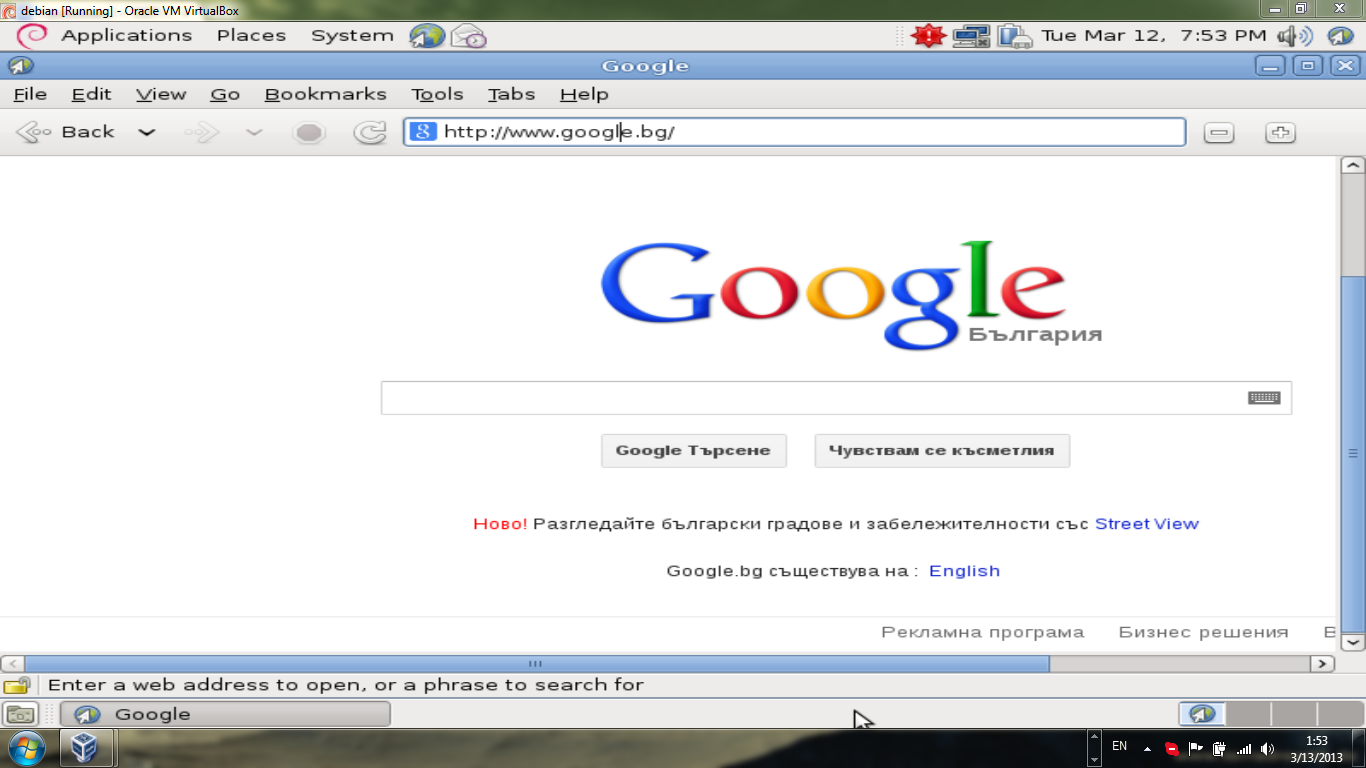 debian [Running] - Oracle VM VirtualBox
Applications Places System Tue Mar 12, 7:53 PM
Google
File Edit View Go Bookmarks Tools Tabs Help
Back 8 http://www.google.bg/
Google
България
Google Търсене Чувствам се късметлия
Ново! Разгледайте български градове и забележителности със Street View
Google.bg съществува на : English
Рекламна програма Бизнес решения
Enter a web address to open, or a phrase to search for
Google
EN 1:53
3/13/2013